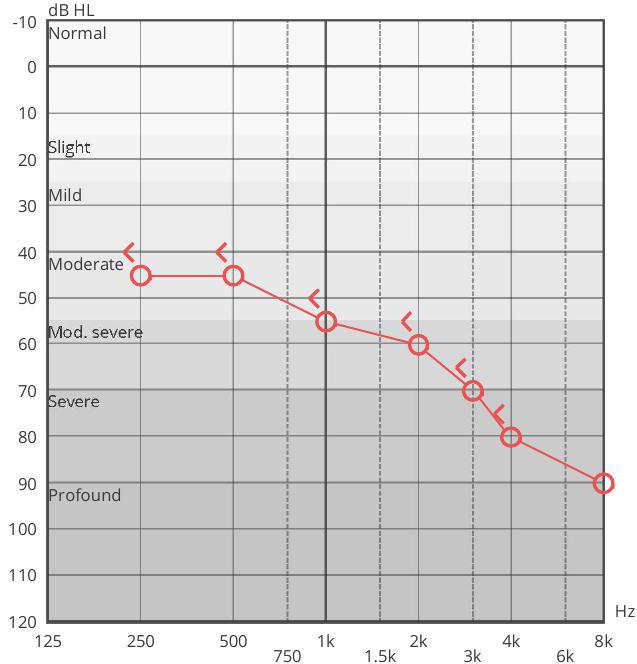 dB HL
-10
Normal
0
10
Slight
20
Mild
30
40
Moderate
50
Mod. severe
60
70
Severe
80
90
Profound
100
110
120
Hz
125 250 500 1k 2k 4k 8k
750 1.5k 3k 6k